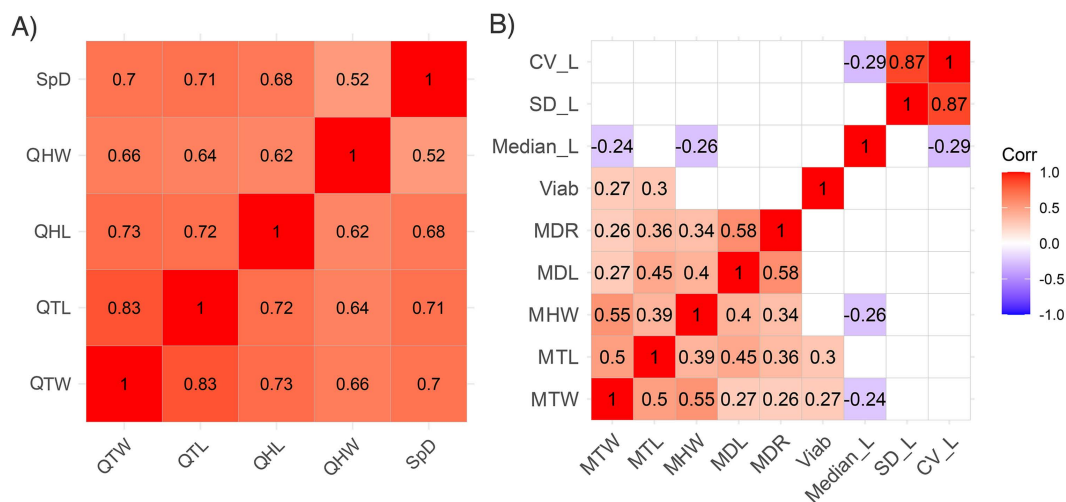 A)
SpD 0.7 0.71 0.68 0.52 1
QHW 0.66 0.64 0.62 1 0.52
QHL 0.73 0.72 1 0.62 0.68
QTL 0.83 1 0.72 0.64 0.71
QTW 1 0.83 0.73 0.66 0.7
QTW QTL QHL QHW SpD
B)
CV_L -0.29 0.87 1
SD_L 1 0.87
Median_L -0.24 -0.26 1 -0.29
Viab 0.27 0.3 1
MDR 0.26 0.36 0.34 0.58 1
MDL 0.27 0.45 0.4 1 0.58
MHW 0.55 0.39 1 0.4 0.34 -0.26
MTL 0.5 1 0.39 0.45 0.36 0.3
MTW 1 0.5 0.55 0.27 0.26 0.27 -0.24
MTW MTL MHW MDL MDR Viab Median_L SD_L CV_L
Corr
1.0
0.5
0.0
-0.5
-1.0